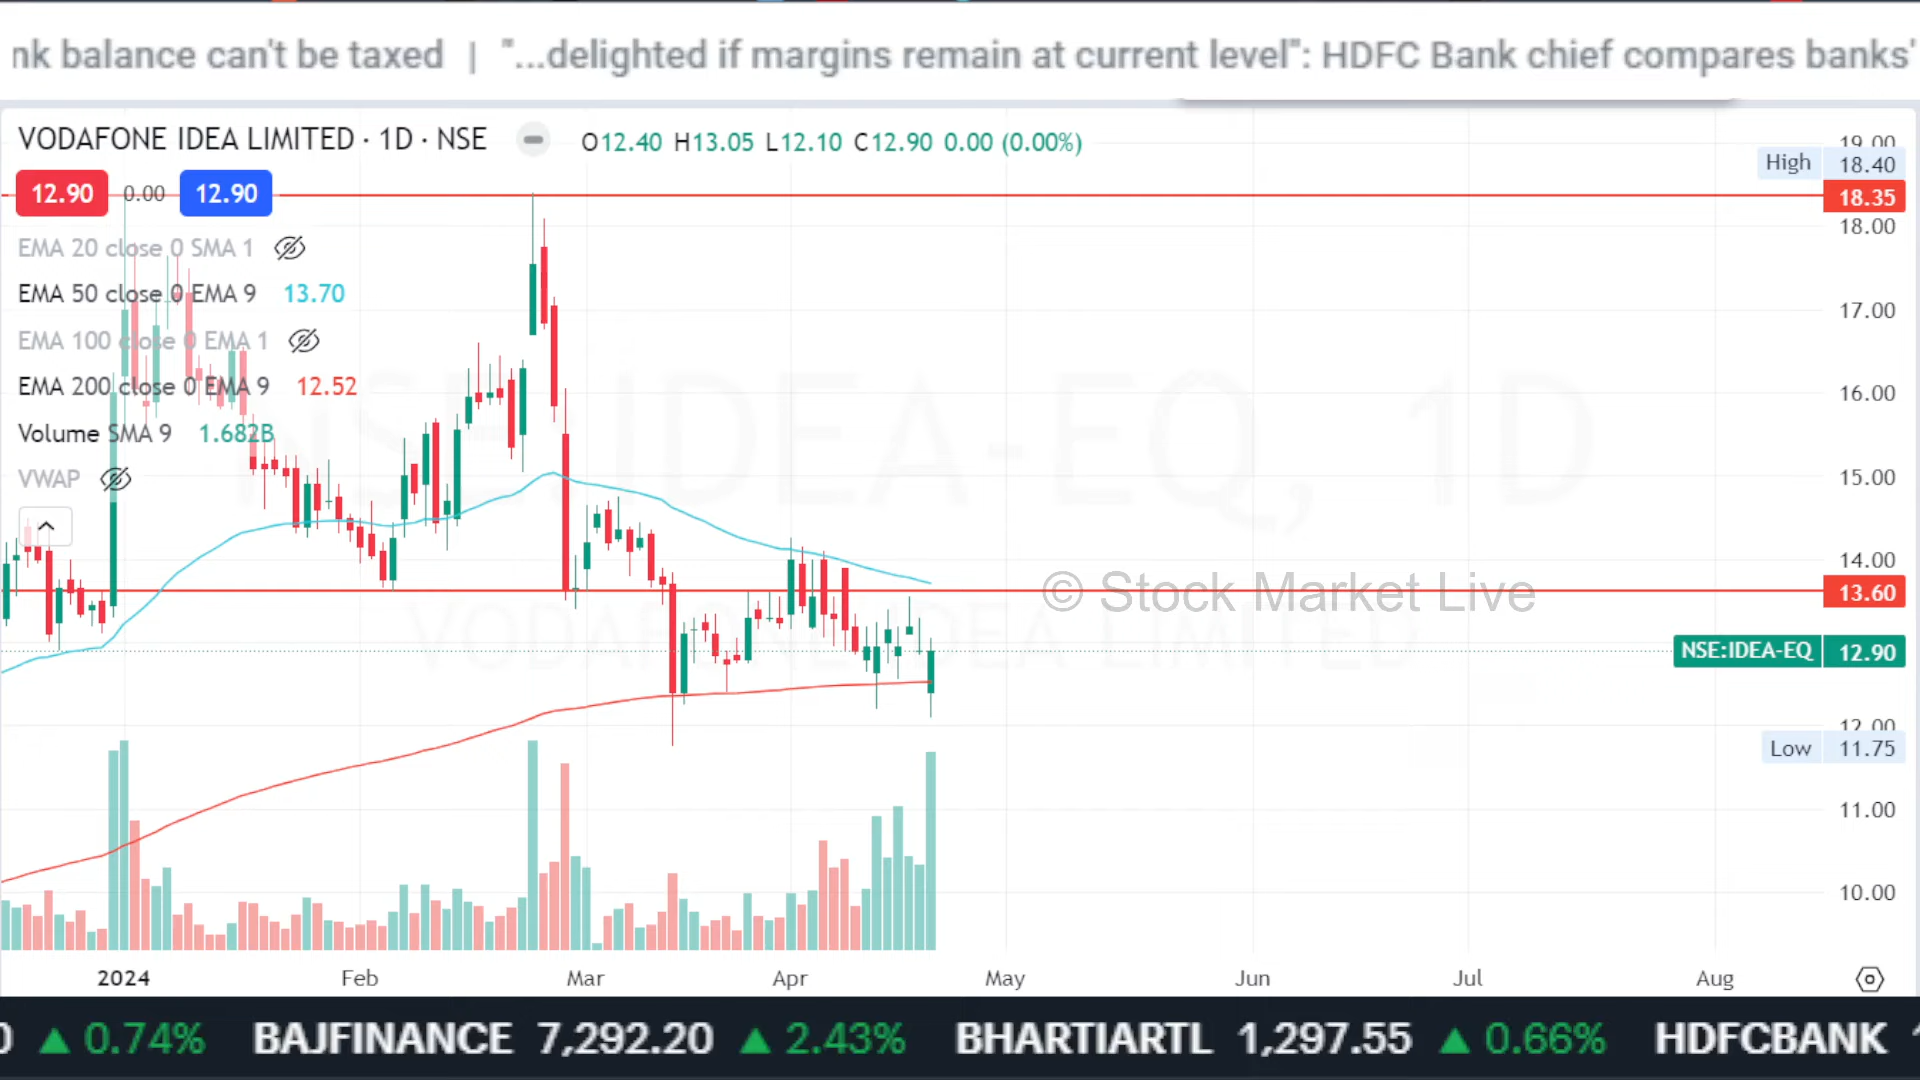 nk balance can't be taxed | "...delighted if margins remain at current level": HDFC Bank chief compares banks'
VODAFONE IDEA LIMITED · 1D · NSE O12.40 H13.05 L12.10 C12.90 0.00 (0.00%)
12.90 0.00 12.90
EMA 20 close 0 SMA 1
EMA 50 close 0 EMA 9 13.70
EMA 100 close 0 EMA 1
EMA 200 close 0 EMA 9 12.52
Volume SMA 9 1.682B
VWAP
NSE:IDEA-EQ, 1D
VODAFONE IDEA LIMITED
© Stock Market Live
19.00
High 18.40
18.35
18.00
17.00
16.00
15.00
14.00
13.60
NSE:IDEA-EQ 12.90
12.00
Low 11.75
11.00
10.00
2024 Feb Mar Apr May Jun Jul Aug
0.74% BAJFINANCE 7,292.20 2.43% BHARTIARTL 1,297.55 0.66% HDFCBANK